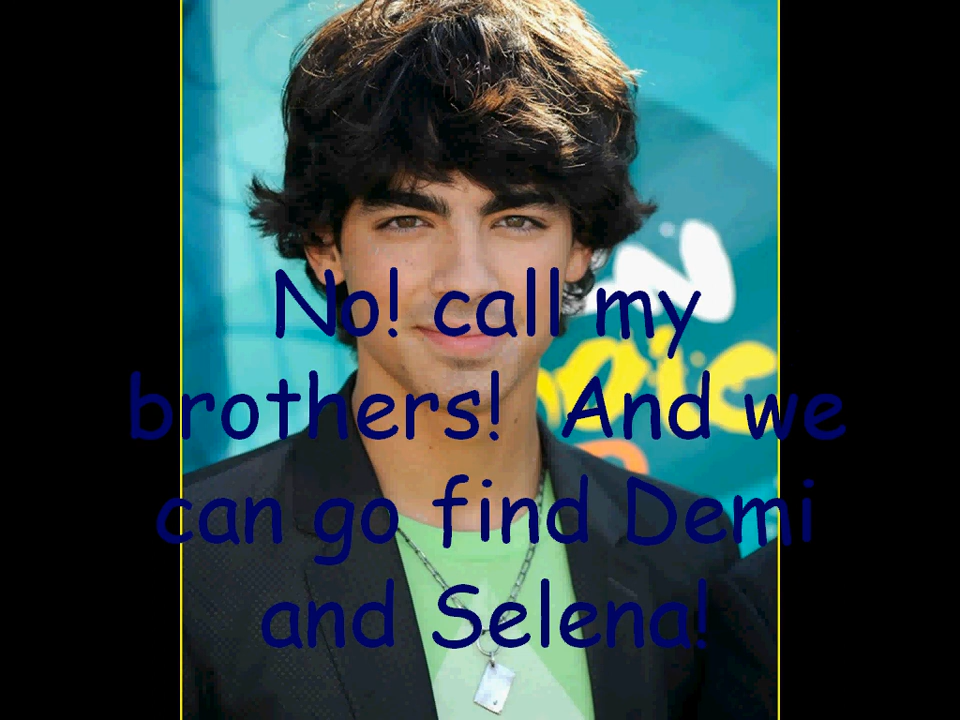 No! call my
brothers!  And we
can go find Demi
and Selena!